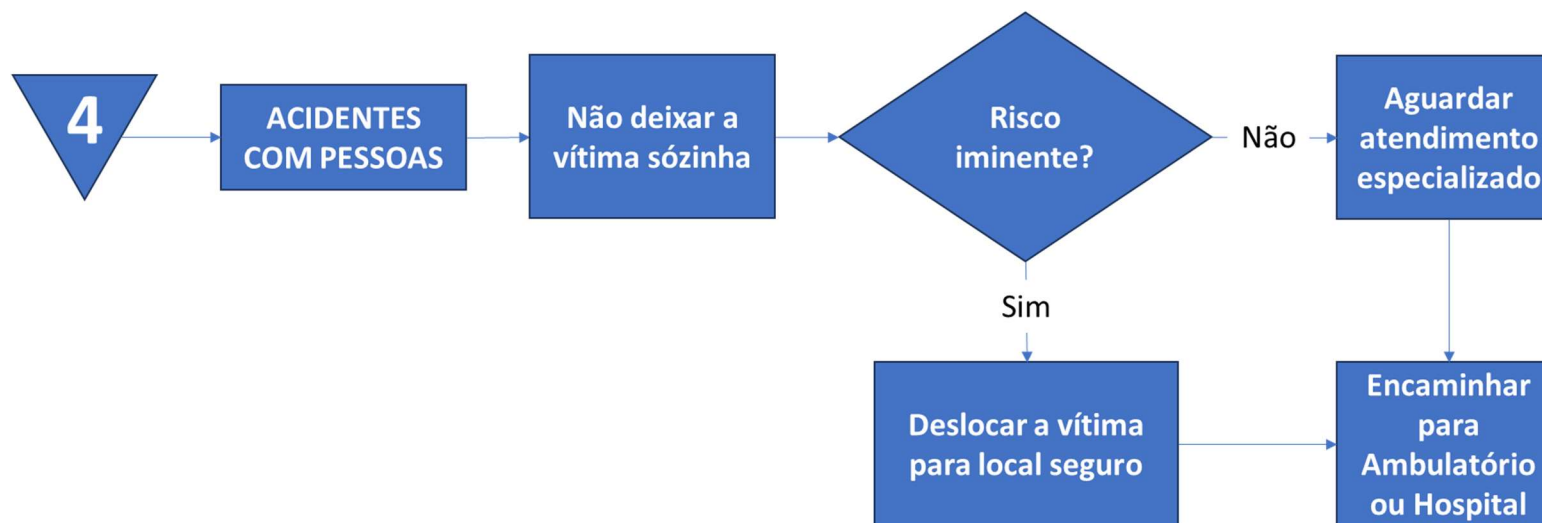 4
ACIDENTES
COM PESSOAS
Não deixar a
vítima sózinha
Risco
iminente?
Não
Aguardar
atendimento
especializado
Sim
Deslocar a vítima
para local seguro
Encaminhar
para
Ambulatório
ou Hospital